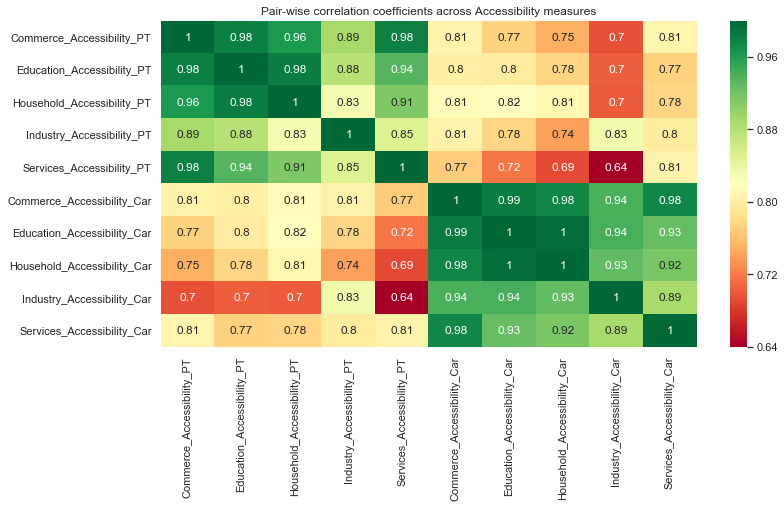 Pair-wise correlation coefficients across Accessibility measures
Commerce_Accessibility_PT 1 0.98 0.96 0.89 0.98 0.81 0.77 0.75 0.7 0.81
Education_Accessibility_PT 0.98 1 0.98 0.88 0.94 0.8 0.8 0.78 0.7 0.77
Household_Accessibility_PT 0.96 0.98 1 0.83 0.91 0.81 0.82 0.81 0.7 0.78
Industry_Accessibility_PT 0.89 0.88 0.83 1 0.85 0.81 0.78 0.74 0.83 0.8
Services_Accessibility_PT 0.98 0.94 0.91 0.85 1 0.77 0.72 0.69 0.64 0.81
Commerce_Accessibility_Car 0.81 0.8 0.81 0.81 0.77 1 0.99 0.98 0.94 0.98
Education_Accessibility_Car 0.77 0.8 0.82 0.78 0.72 0.99 1 1 0.94 0.93
Household_Accessibility_Car 0.75 0.78 0.81 0.74 0.69 0.98 1 1 0.93 0.92
Industry_Accessibility_Car 0.7 0.7 0.7 0.83 0.64 0.94 0.94 0.93 1 0.89
Services_Accessibility_Car 0.81 0.77 0.78 0.8 0.81 0.98 0.93 0.92 0.89 1
Commerce_Accessibility_PT
Education_Accessibility_PT
Household_Accessibility_PT
Industry_Accessibility_PT
Services_Accessibility_PT
Commerce_Accessibility_Car
Education_Accessibility_Car
Household_Accessibility_Car
Industry_Accessibility_Car
Services_Accessibility_Car
0.96
0.88
0.80
0.72
0.64